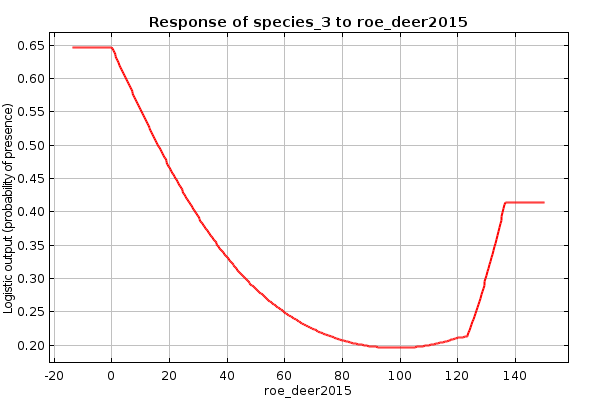 Response of species_3 to roe_deer2015
Logistic output (probability of presence)
0.65
0.60
0.55
0.50
0.45
0.40
0.35
0.30
0.25
0.20
-20 0 20 40 60 80 100 120 140
roe_deer2015